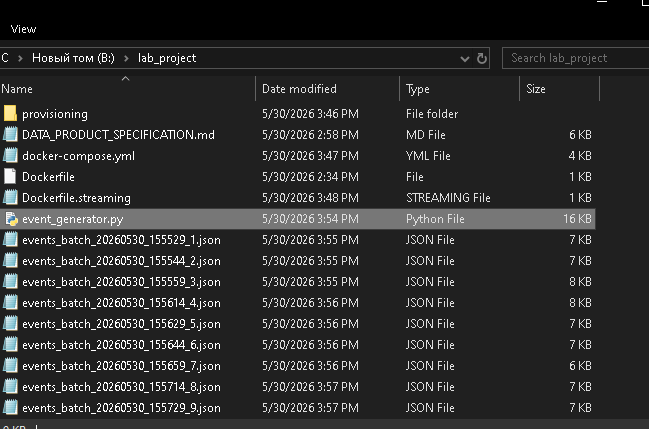 View
C > Новый том (B:) > lab_project Search lab_project
Name Date modified Type Size
provisioning 5/30/2026 3:46 PM File folder
DATA_PRODUCT_SPECIFICATION.md 5/30/2026 2:58 PM MD File 6 KB
docker-compose.yml 5/30/2026 3:47 PM YML File 4 KB
Dockerfile 5/30/2026 2:34 PM File 1 KB
Dockerfile.streaming 5/30/2026 3:48 PM STREAMING File 1 KB
event_generator.py 5/30/2026 3:54 PM Python File 16 KB
events_batch_20260530_155529_1.json 5/30/2026 3:55 PM JSON File 7 KB
events_batch_20260530_155544_2.json 5/30/2026 3:55 PM JSON File 7 KB
events_batch_20260530_155559_3.json 5/30/2026 3:55 PM JSON File 8 KB
events_batch_20260530_155614_4.json 5/30/2026 3:56 PM JSON File 8 KB
events_batch_20260530_155629_5.json 5/30/2026 3:56 PM JSON File 7 KB
events_batch_20260530_155644_6.json 5/30/2026 3:56 PM JSON File 7 KB
events_batch_20260530_155659_7.json 5/30/2026 3:56 PM JSON File 6 KB
events_batch_20260530_155714_8.json 5/30/2026 3:57 PM JSON File 7 KB
events_batch_20260530_155729_9.json 5/30/2026 3:57 PM JSON File 7 KB